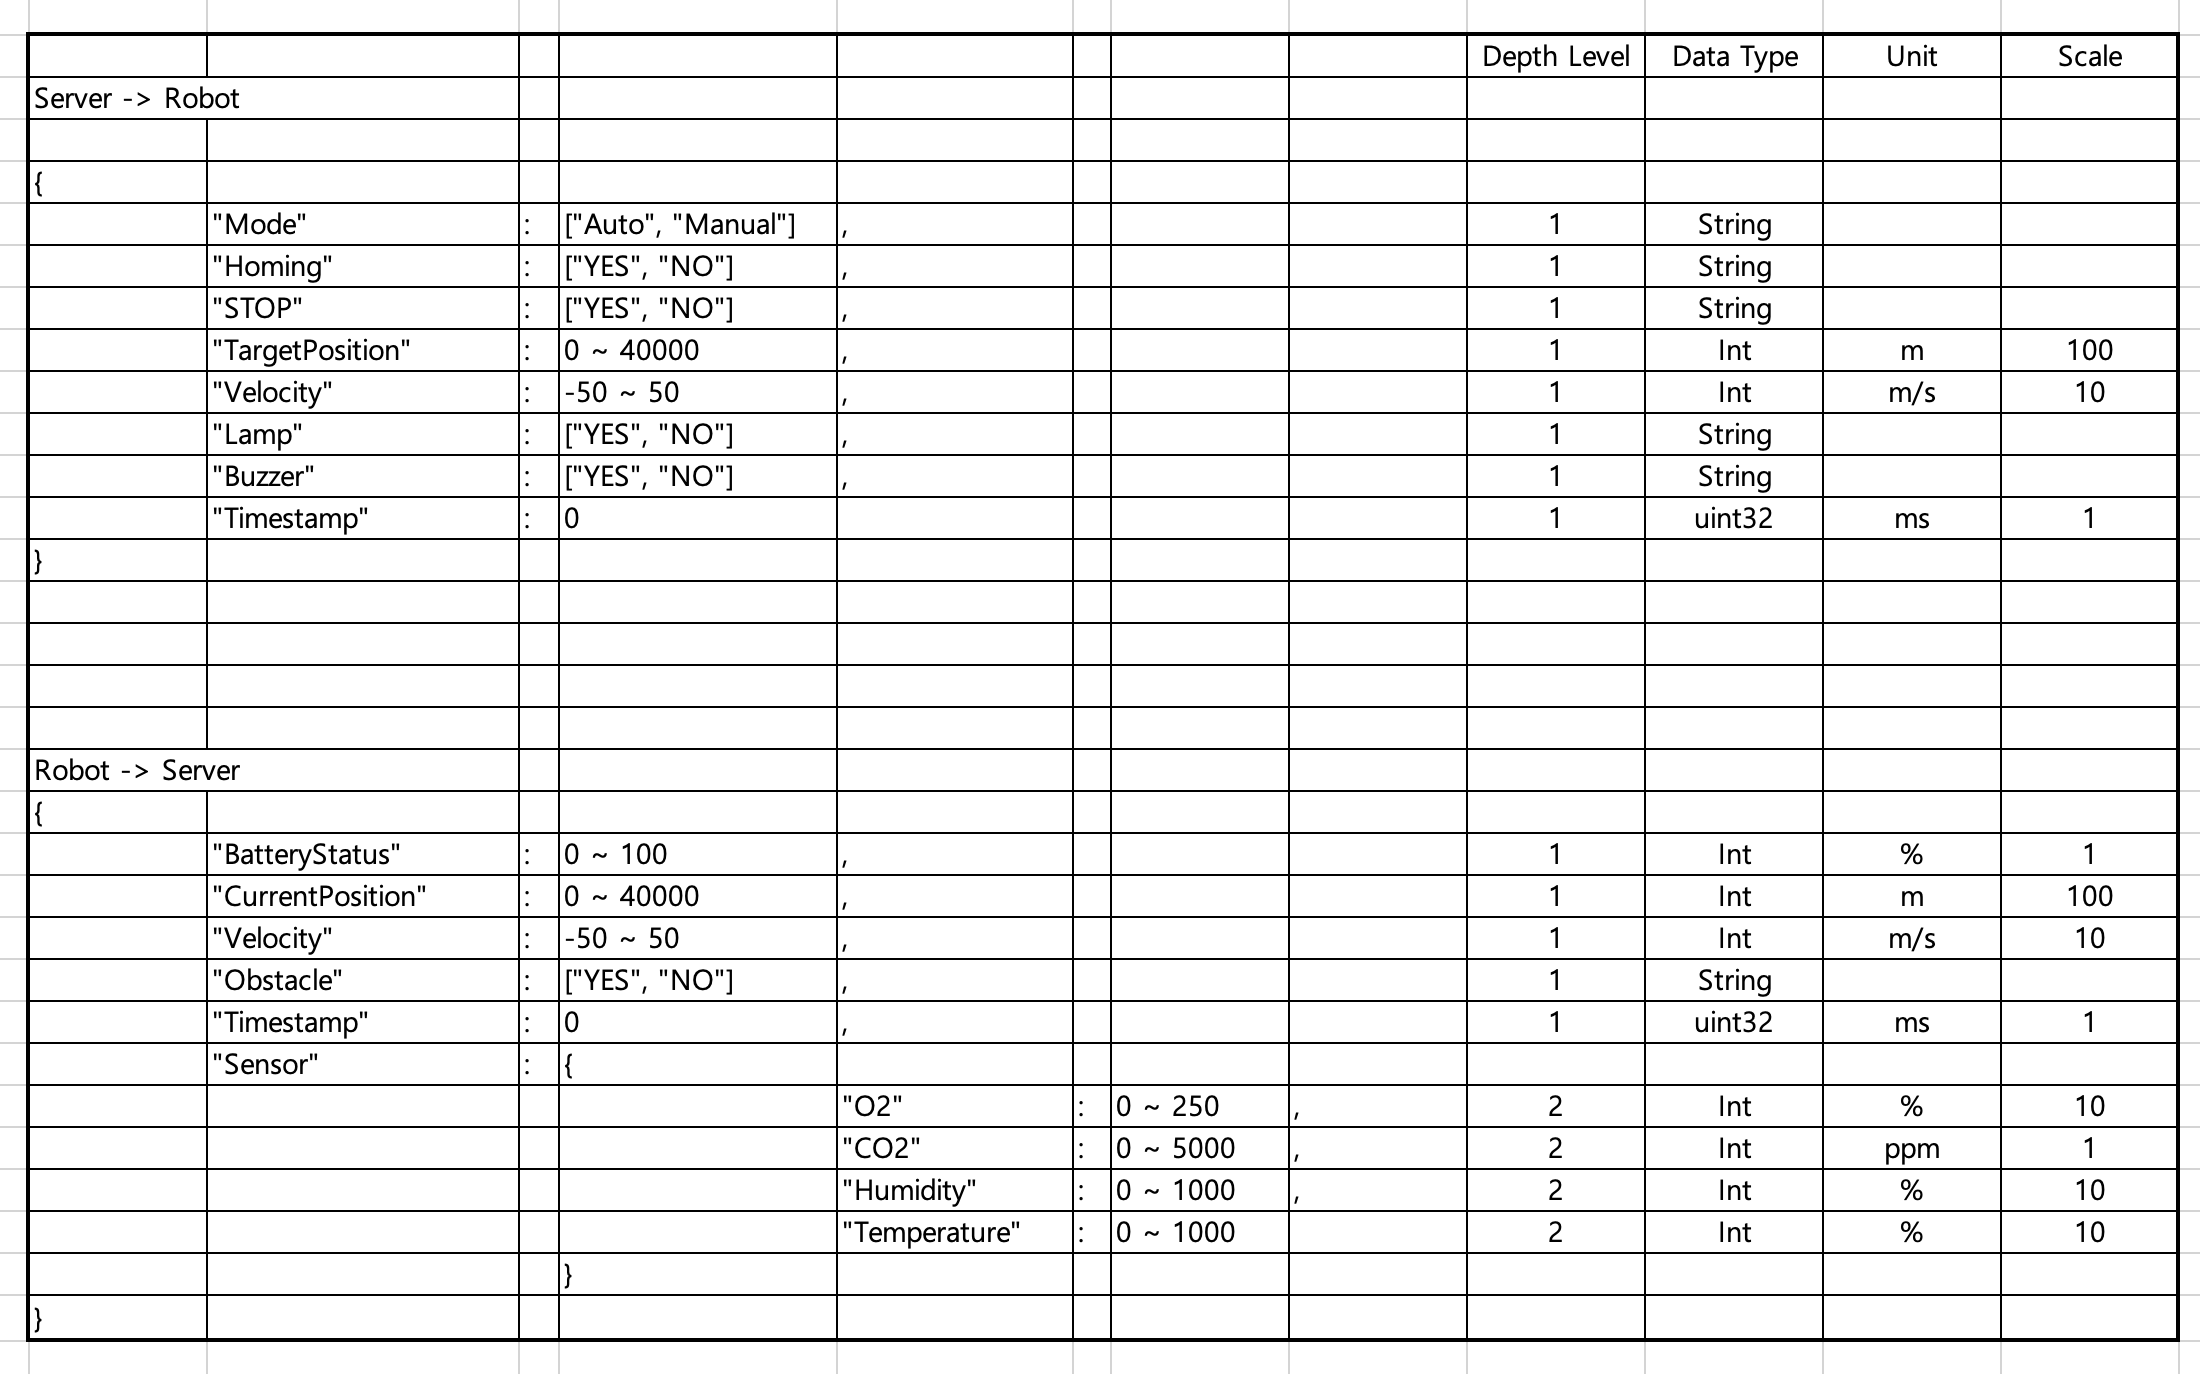 Depth Level Data Type Unit Scale
Server -> Robot
{
"Mode" : ["Auto", "Manual"] , 1 String
"Homing" : ["YES", "NO"] , 1 String
"STOP" : ["YES", "NO"] , 1 String
"TargetPosition" : 0 ~ 40000 , 1 Int m 100
"Velocity" : -50 ~ 50 , 1 Int m/s 10
"Lamp" : ["YES", "NO"] , 1 String
"Buzzer" : ["YES", "NO"] , 1 String
"Timestamp" : 0 1 uint32 ms 1
}
Robot -> Server
{
"BatteryStatus" : 0 ~ 100 , 1 Int % 1
"CurrentPosition" : 0 ~ 40000 , 1 Int m 100
"Velocity" : -50 ~ 50 , 1 Int m/s 10
"Obstacle" : ["YES", "NO"] , 1 String
"Timestamp" : 0 , 1 uint32 ms 1
"Sensor" : {
"O2" : 0 ~ 250 , 2 Int % 10
"CO2" : 0 ~ 5000 , 2 Int ppm 1
"Humidity" : 0 ~ 1000 , 2 Int % 10
"Temperature" : 0 ~ 1000 2 Int % 10
}
}